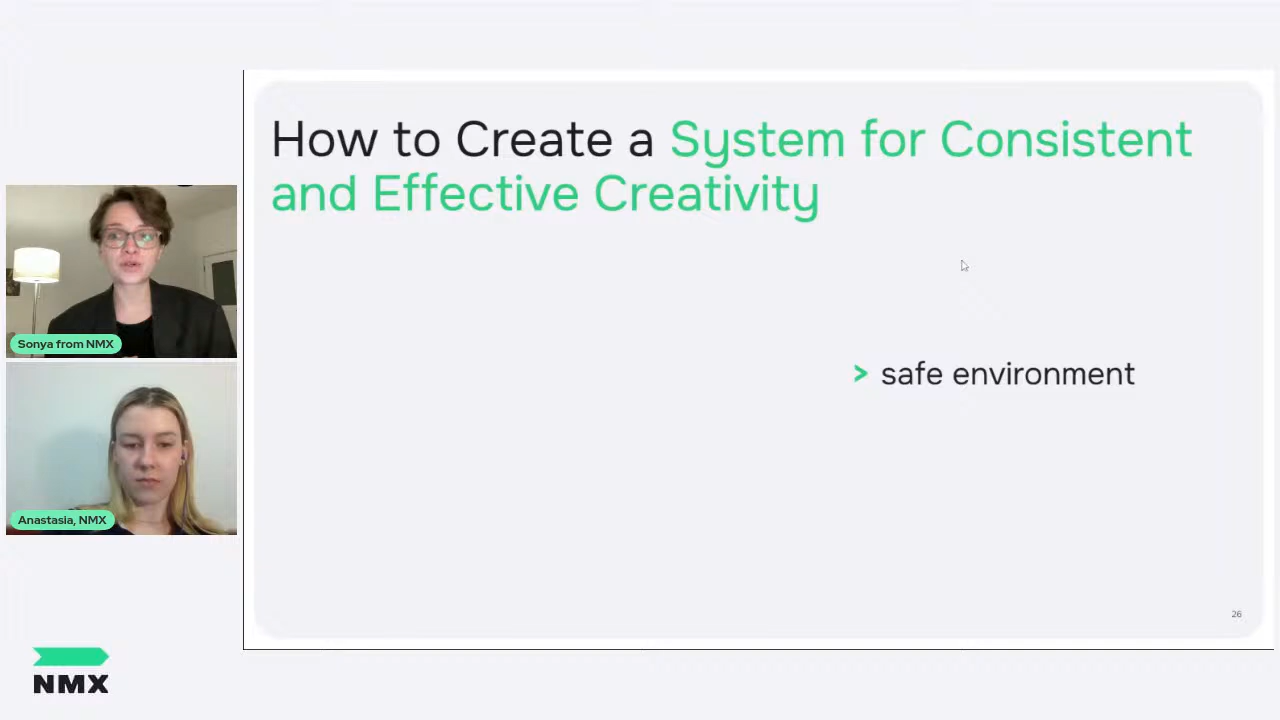 How to Create a System for Consistent
and Effective Creativity
Sonya from NMX
> safe environment
Anastasia, NMX
26
NMX